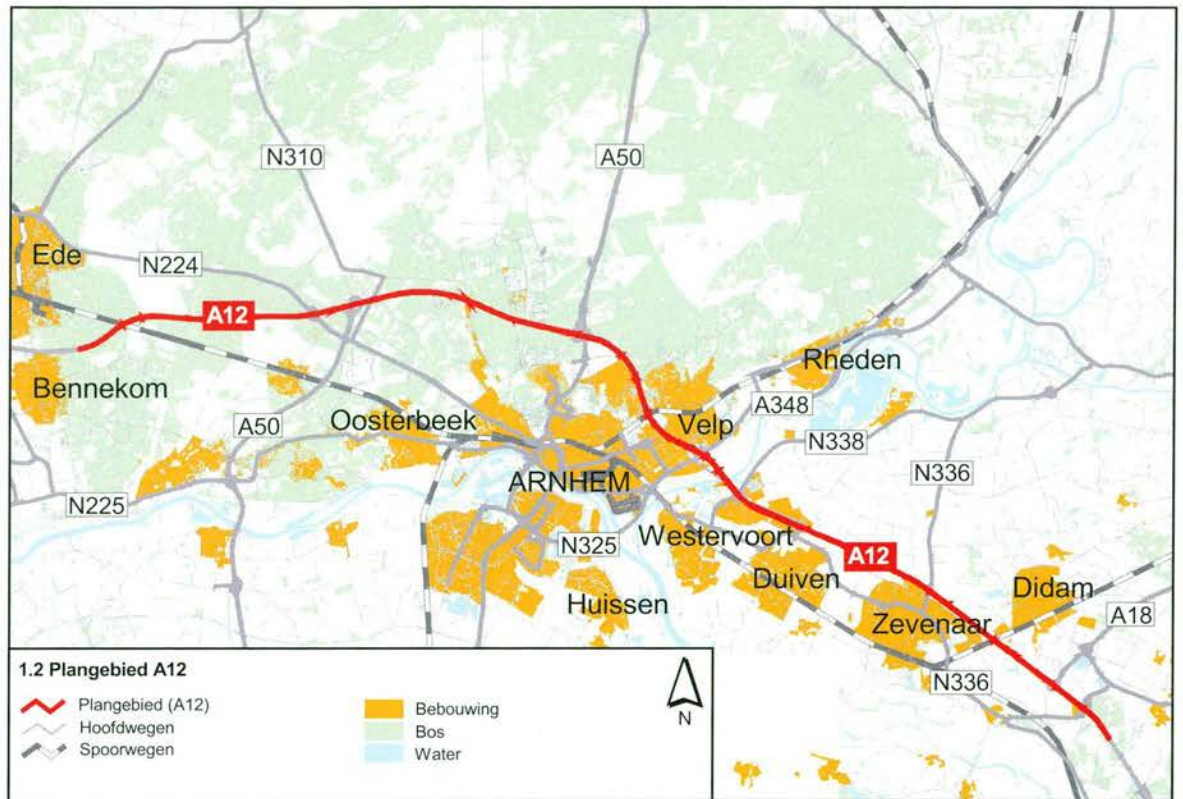 N310
A50
Ede
N224
A12
Rheden
Bennekom
A348
Oosterbeek
Velp
A50
N338
N336
ARNHEM
N225
Westervoort
N325
A12
Duiven
Didam
Huissen
A18
Zevenaar
N336
1.2 Plangebied A12
Plangebied (A12)
Hoofdwegen
Spoorwegen
Bebouwing
Bos
Water
N